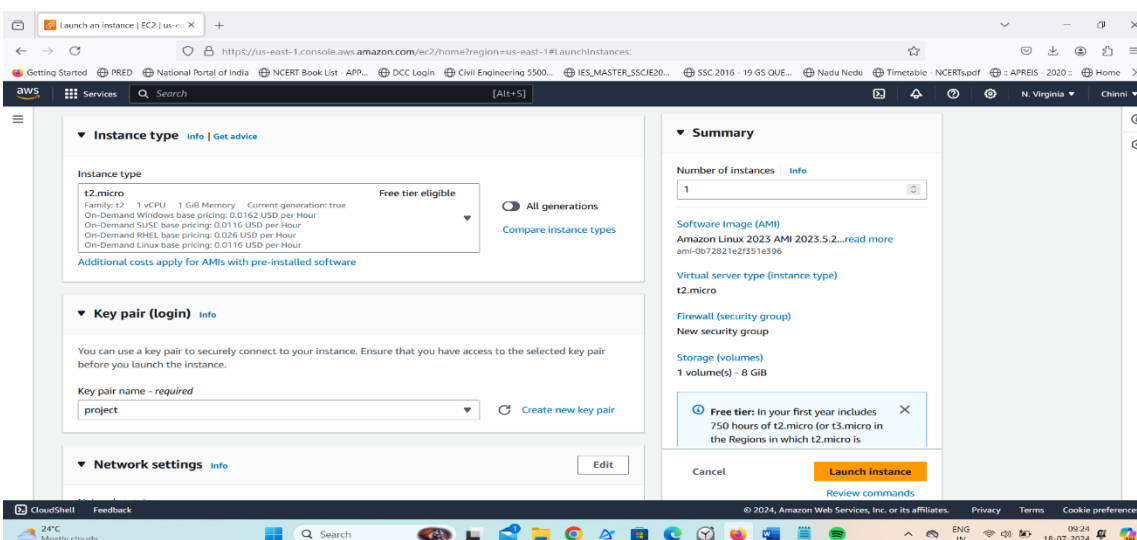 Launch an instance | EC2 | us-ea
https://us-east-1.console.aws.amazon.com/ec2/home?region=us-east-1#LaunchInstances:
Getting Started PRED National Portal of India NCERT Book List - APP... DCC Login Civil Engineering 5500... IES_MASTER_SSCJE20... SSC 2016 - 19 GS QUE... Nadu Nedu Timetable - NCERTs.pdf :: APREIS - 2020 :: Home
aws Services Search [Alt+S] N. Virginia Chinni
Instance type Info | Get advice
Instance type
t2.micro Free tier eligible
Family: t2 1 vCPU 1 GiB Memory Current generation: true
On-Demand Windows base pricing: 0.0162 USD per Hour
On-Demand SUSE base pricing: 0.0116 USD per Hour
On-Demand RHEL base pricing: 0.026 USD per Hour
On-Demand Linux base pricing: 0.0116 USD per Hour
All generations
Compare instance types
Additional costs apply for AMIs with pre-installed software
Key pair (login) Info
You can use a key pair to securely connect to your instance. Ensure that you have access to the selected key pair
before you launch the instance.
Key pair name - required
project
Create new key pair
Network settings Info
Edit
Summary
Number of instances Info
1
Software Image (AMI)
Amazon Linux 2023 AMI 2023.5.2...read more
ami-0b72821e2f351e396
Virtual server type (instance type)
t2.micro
Firewall (security group)
New security group
Storage (volumes)
1 volume(s) - 8 GiB
Free tier: In your first year includes
750 hours of t2.micro (or t3.micro in
the Regions in which t2.micro is
Cancel
Launch instance
Review commands
CloudShell Feedback © 2024, Amazon Web Services, Inc. or its affiliates. Privacy Terms Cookie preference
24°C
Mostly cloudy
Search
ENG
IN
09:24
18-07-2024